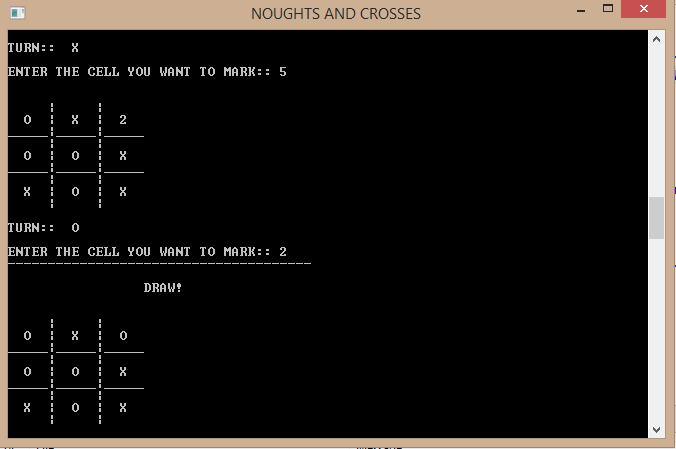 NOUGHTS AND CROSSES
TURN:: X
ENTER THE CELL YOU WANT TO MARK:: 5
O X 2
O O X
X O X
TURN:: O
ENTER THE CELL YOU WANT TO MARK:: 2
DRAW!
O X O
O O X
X O X